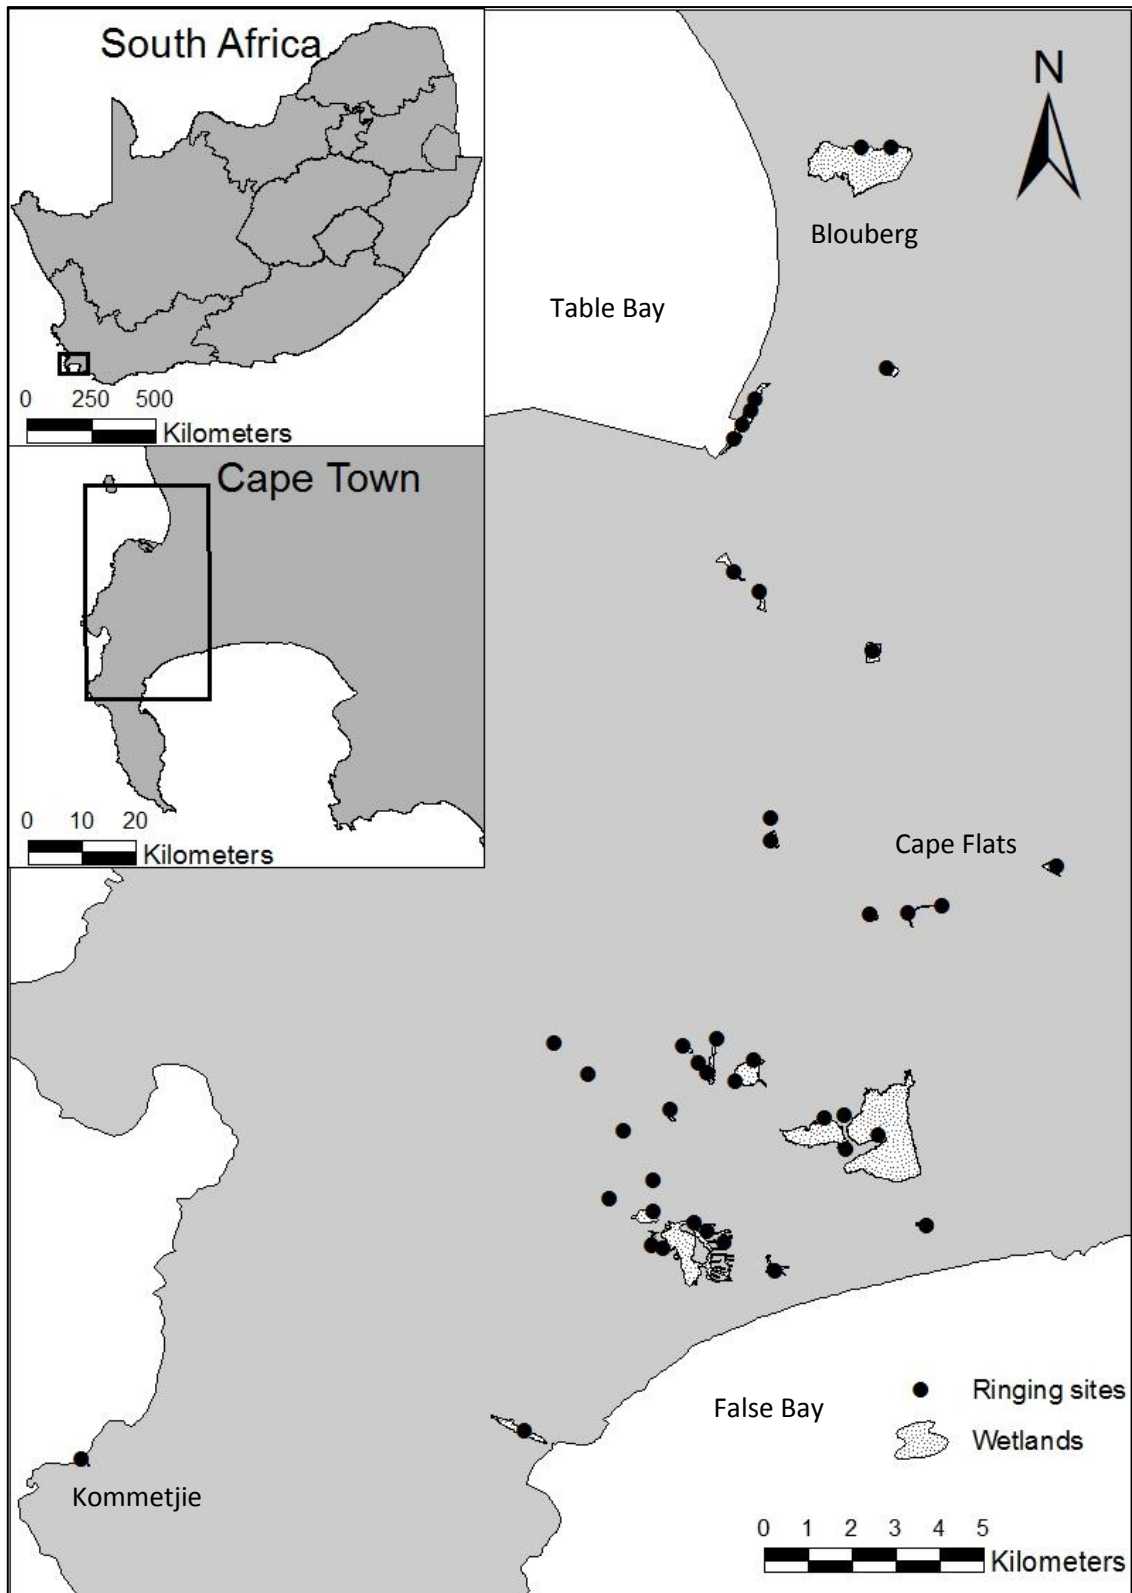 South Africa
0 250 500
Kilometers
Cape Town
0 10 20
Kilometers
N
Blouberg
Table Bay
Cape Flats
False Bay
Kommetjie
Ringing sites
Wetlands
0 1 2 3 4 5
Kilometers